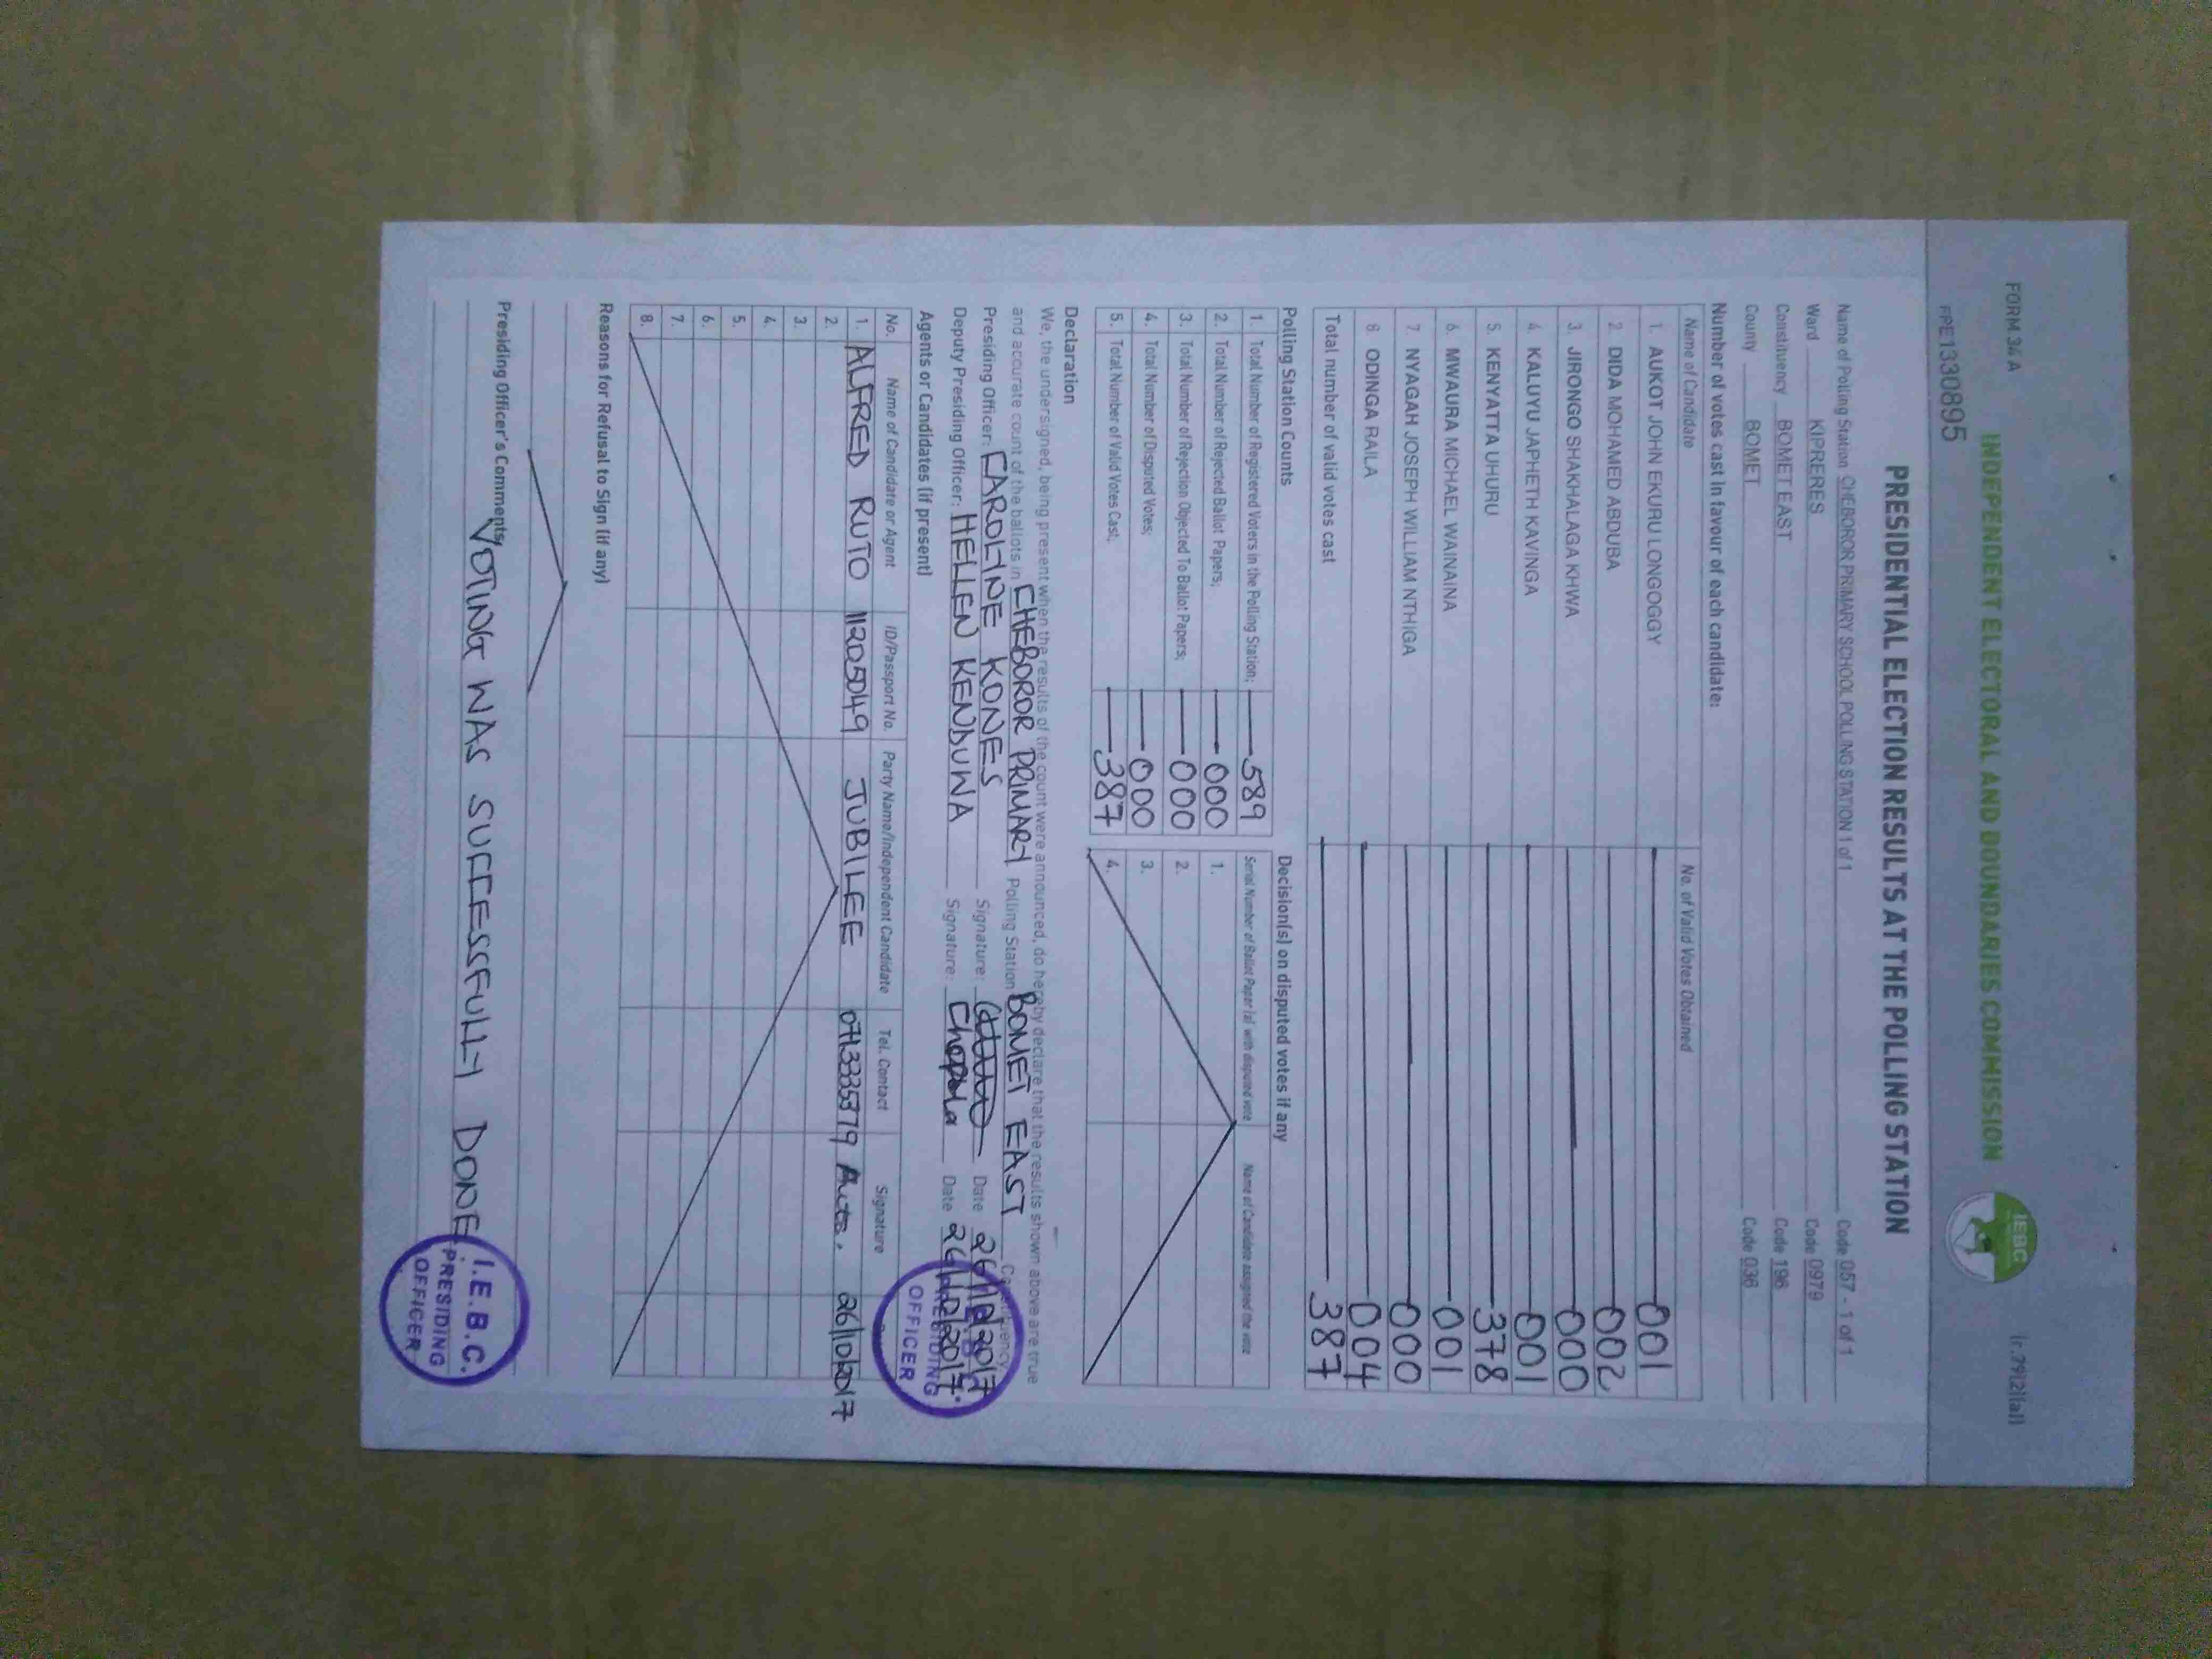 FORM 34A
(r.79(2)(a))
INDEPENDENT ELECTORAL AND BOUNDARIES COMMISSION
IEBC
PRE1330895
PRESIDENTIAL ELECTION RESULTS AT THE POLLING STATION
Name of Polling Station CHEBOROR PRIMARY SCHOOL POLLING STATION 1 of 1 Code 057 - 1 of 1
Ward KIPRERES Code 0979
Constituency BOMET EAST Code 196
County BOMET Code 036
Number of votes cast in favour of each candidate:
Name of Candidate No. of Valid Votes Obtained
1. AUKOT JOHN EKURU LONGOGGY 001
2. DIDA MOHAMED ABDUBA 002
3. JIRONGO SHAKHALAGA KHWA 000
4. KALUYU JAPHETH KAVINGA 001
5. KENYATTA UHURU 378
6. MWAURA MICHAEL WAINAINA 001
7. NYAGAH JOSEPH WILLIAM NTHIGA 000
8. ODINGA RAILA 004
Total number of valid votes cast 387
Polling Station Counts
1. Total Number of Registered Voters in the Polling Station; 589
2. Total Number of Rejected Ballot Papers; 000
3. Total Number of Rejection Objected To Ballot Papers; 000
4. Total Number of Disputed Votes; 000
5. Total Number of Valid Votes Cast; 387
Decision(s) on disputed votes if any
Serial Number of Ballot Paper (s) with disputed vote Name of Candidate assigned the vote
1.
2.
3.
4.
Declaration
We, the undersigned, being present when the results of the count were announced, do hereby declare that the results shown above are true
and accurate count of the ballots in CHEBOROR PRIMARY Polling Station BOMET EAST Constituency
Presiding Officer: CAROLINE KONES Signature: Date 26/10/2017
Deputy Presiding Officer: HELLEN KENDUIWA Signature: Date 26/10/2017
PRESIDING
OFFICER
Agents or Candidates (if present)
No. Name of Candidate or Agent ID/Passport No. Party Name/Independent Candidate Tel. Contact Signature
1. ALFRED RUTO 11205049 JUBILEE 0713335379 26/10/2017
2.
3.
4.
5.
6.
7.
8.
Reasons for Refusal to Sign (if any)
Presiding Officer's Comments
VOTING WAS SUCCESSFULLY DONE
I.E.B.C.
PRESIDING
OFFICER